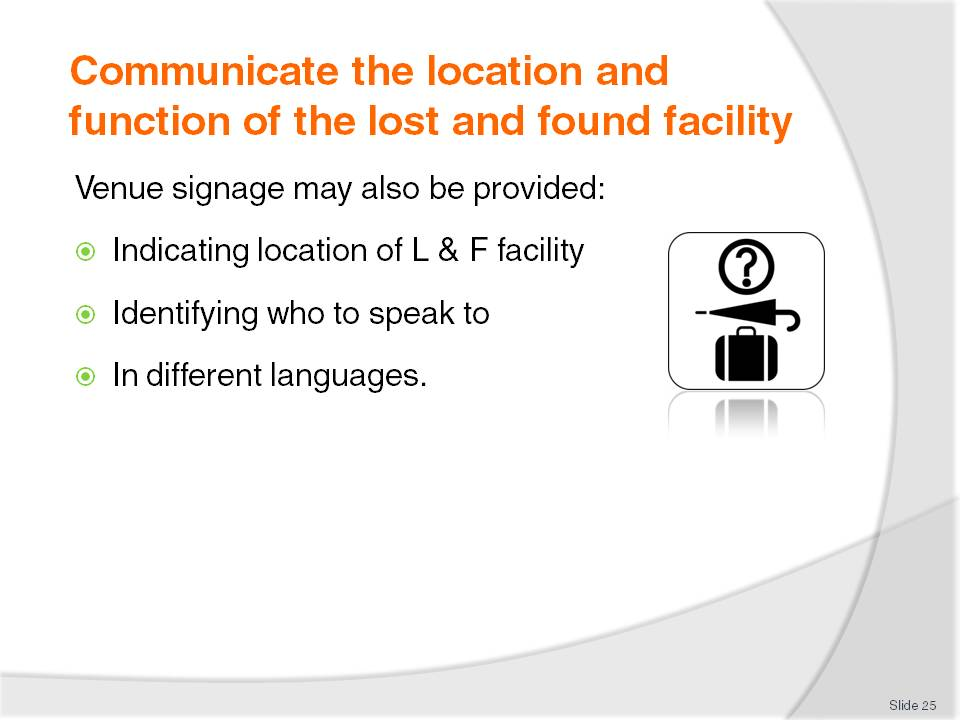 Communicate the location and
function of the lost and found facility
Venue signage may also be provided:
Indicating location of L & F facility
Identifying who to speak to
In different languages.
?
Slide 25